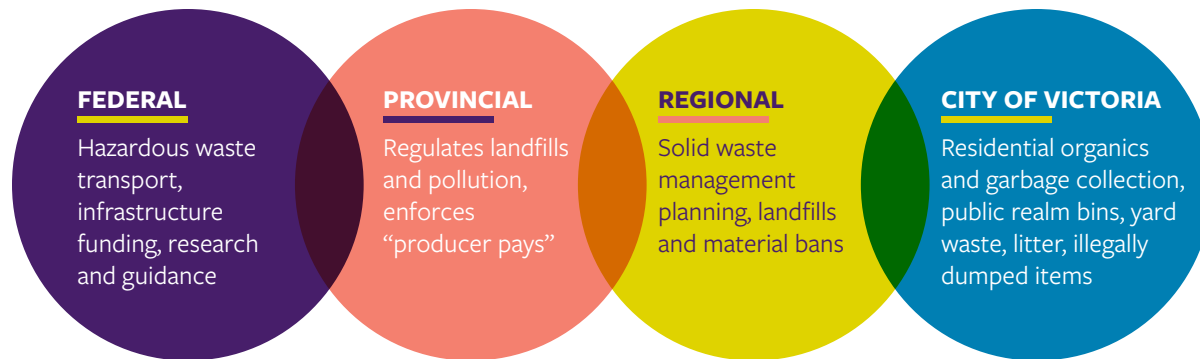 FEDERAL
Hazardous waste
transport,
infrastructure
funding, research
and guidance
PROVINCIAL
Regulates landfills
and pollution,
enforces
“producer pays”
REGIONAL
Solid waste
management
planning, landfills
and material bans
CITY OF VICTORIA
Residential organics
and garbage collection,
public realm bins, yard
waste, litter, illegally
dumped items